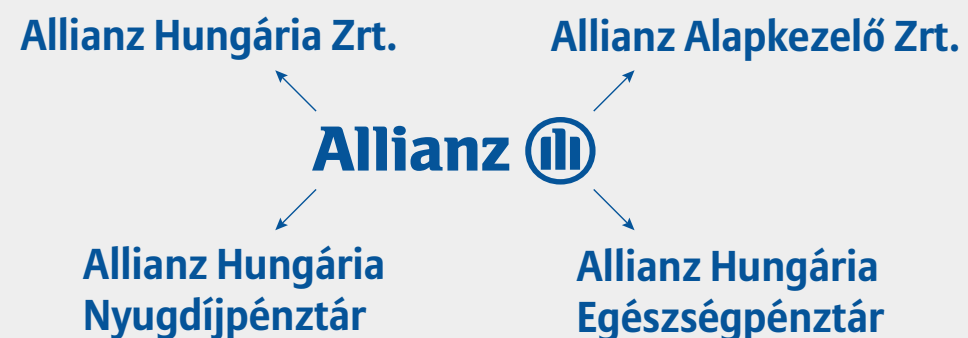 Allianz Hungária Zrt.
Allianz Alapkezelő Zrt.
Allianz
Allianz Hungária
Nyugdíjpénztár
Allianz Hungária
Egészségpénztár